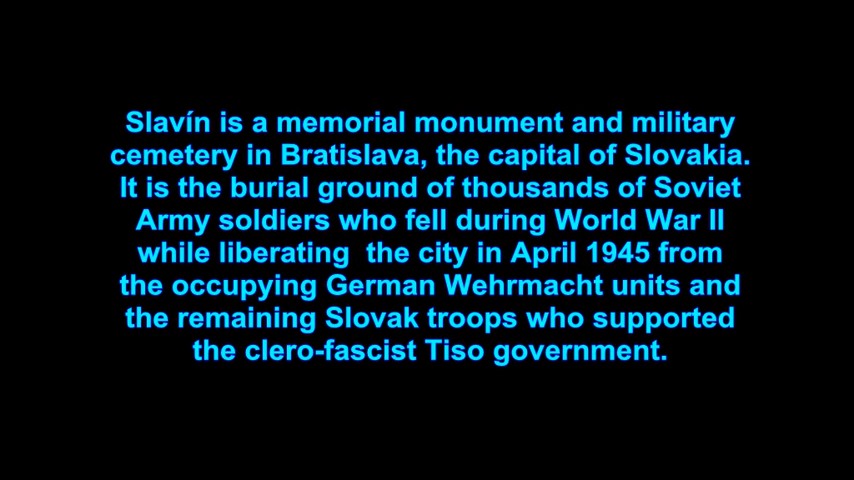 Slavín is a memorial monument and military
cemetery in Bratislava, the capital of Slovakia.
It is the burial ground of thousands of Soviet
Army soldiers who fell during World War II
while liberating  the city in April 1945 from
the occupying German Wehrmacht units and
the remaining Slovak troops who supported
the clero-fascist Tiso government.